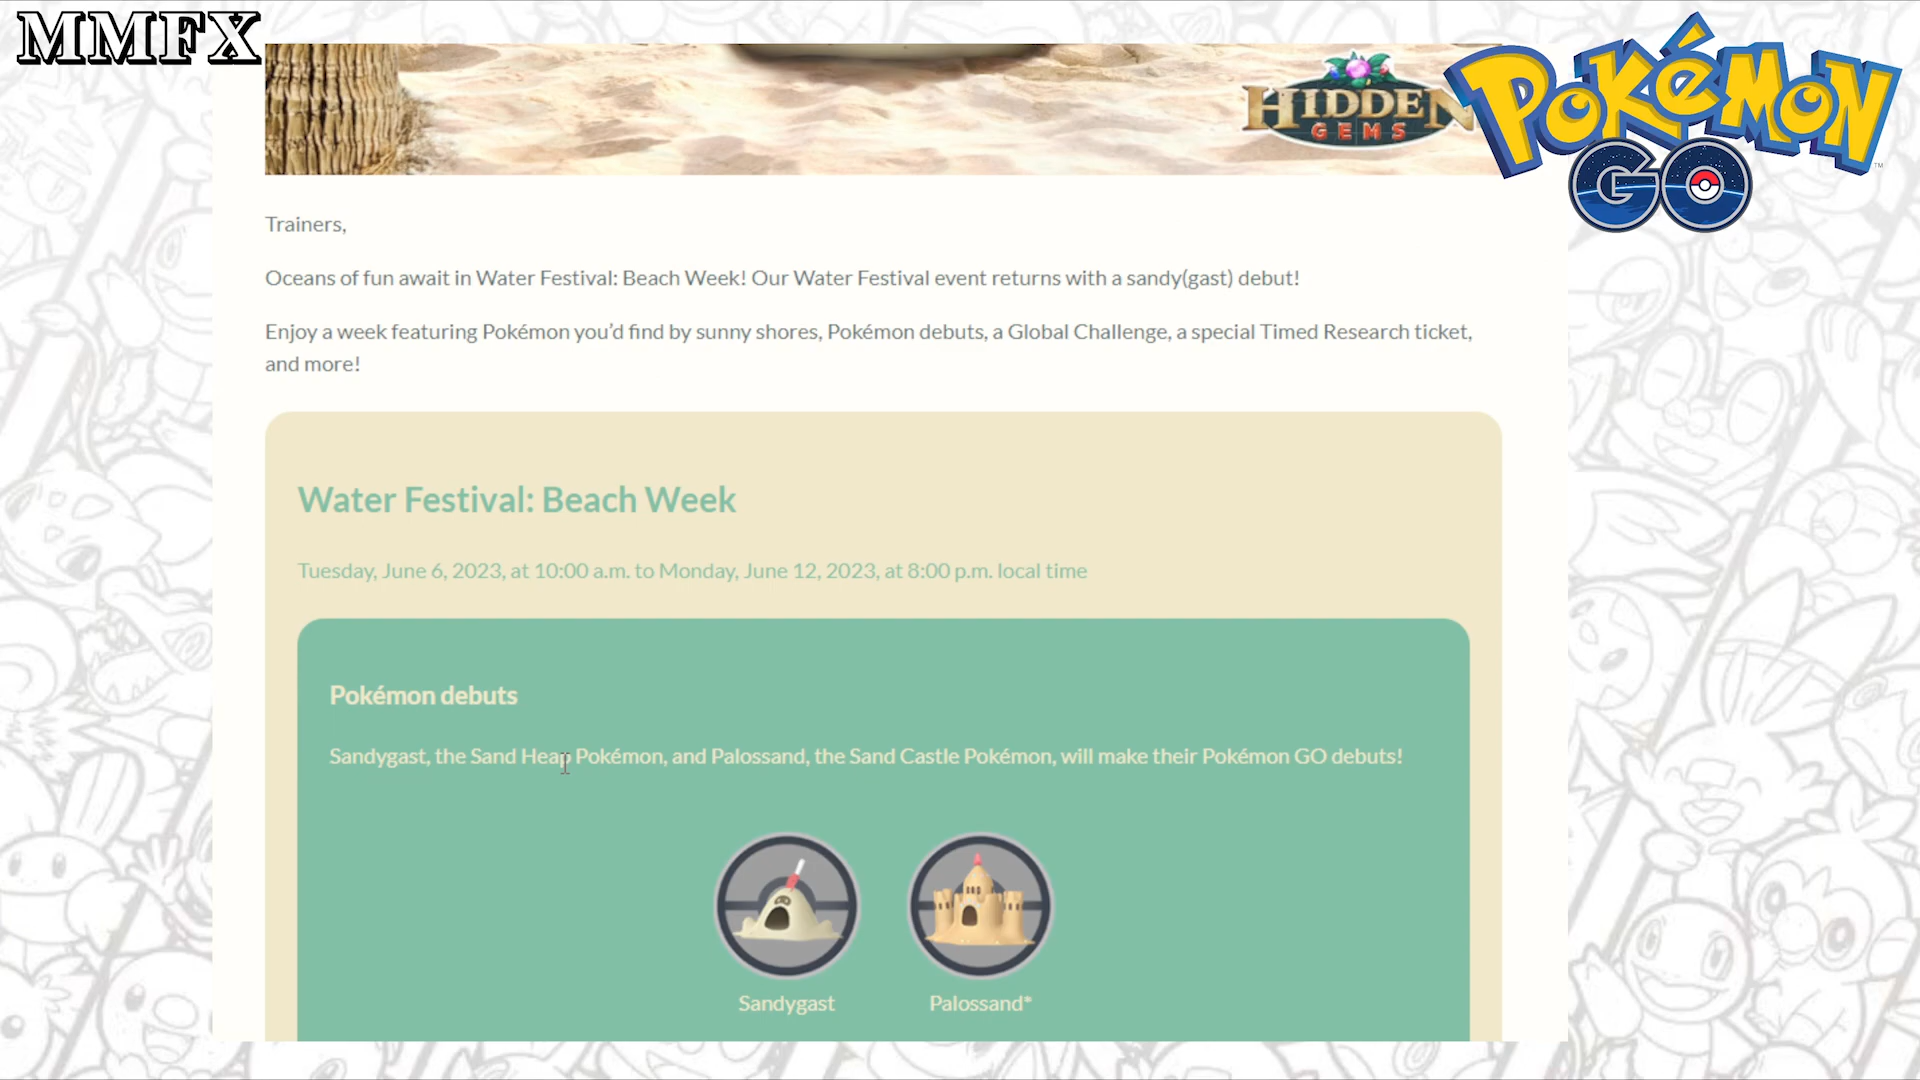 MMFX
HIDDEN
GEMS
POKéMON
GO
™
Trainers,
Oceans of fun await in Water Festival: Beach Week! Our Water Festival event returns with a sandy(gast) debut!
Enjoy a week featuring Pokémon you’d find by sunny shores, Pokémon debuts, a Global Challenge, a special Timed Research ticket,
and more!
Water Festival: Beach Week
Tuesday, June 6, 2023, at 10:00 a.m. to Monday, June 12, 2023, at 8:00 p.m. local time
Pokémon debuts
Sandygast, the Sand Heap Pokémon, and Palossand, the Sand Castle Pokémon, will make their Pokémon GO debuts!
Sandygast
Palossand*